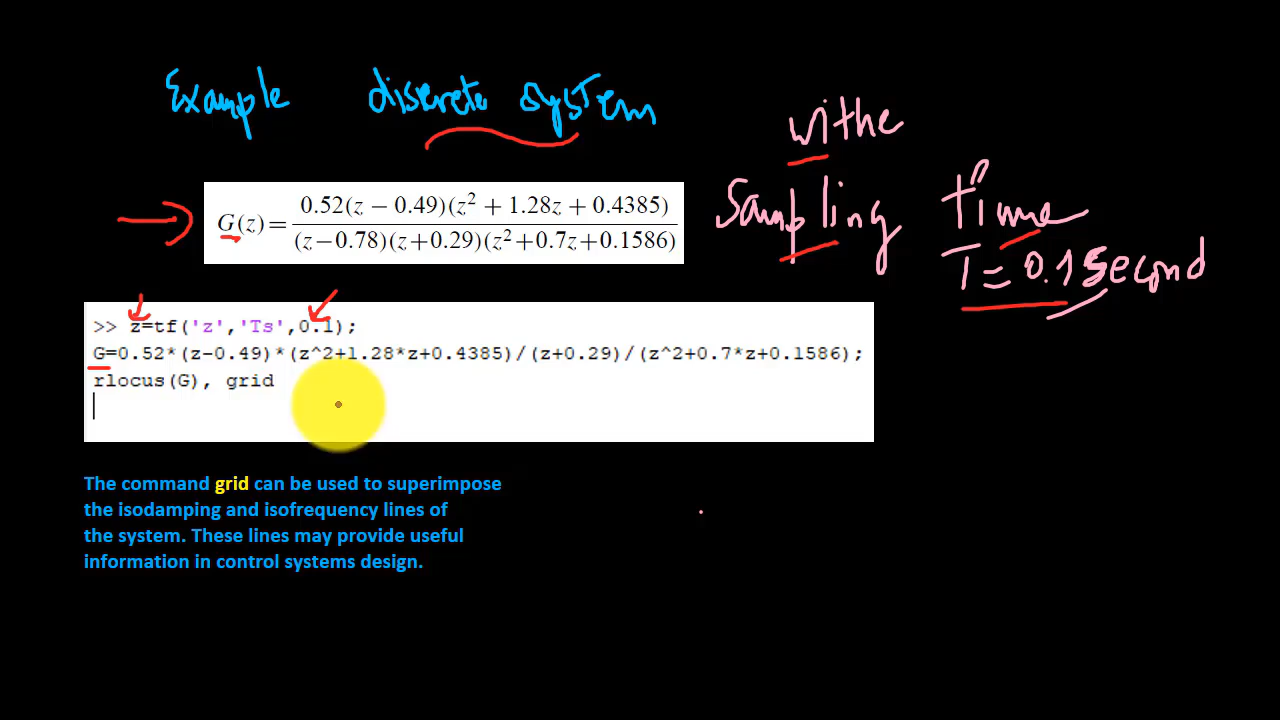 Example discrete system
withe
sampling time
T = 0.1 second
G(z) = 0.52(z − 0.49)(z² + 1.28z + 0.4385) / (z−0.78)(z+0.29)(z²+0.7z+0.1586)
>> z=tf('z','Ts',0.1);
G=0.52*(z-0.49)*(z^2+1.28*z+0.4385)/(z+0.29)/(z^2+0.7*z+0.1586);
rlocus(G), grid
The command grid can be used to superimpose
the isodamping and isofrequency lines of
the system. These lines may provide useful
information in control systems design.